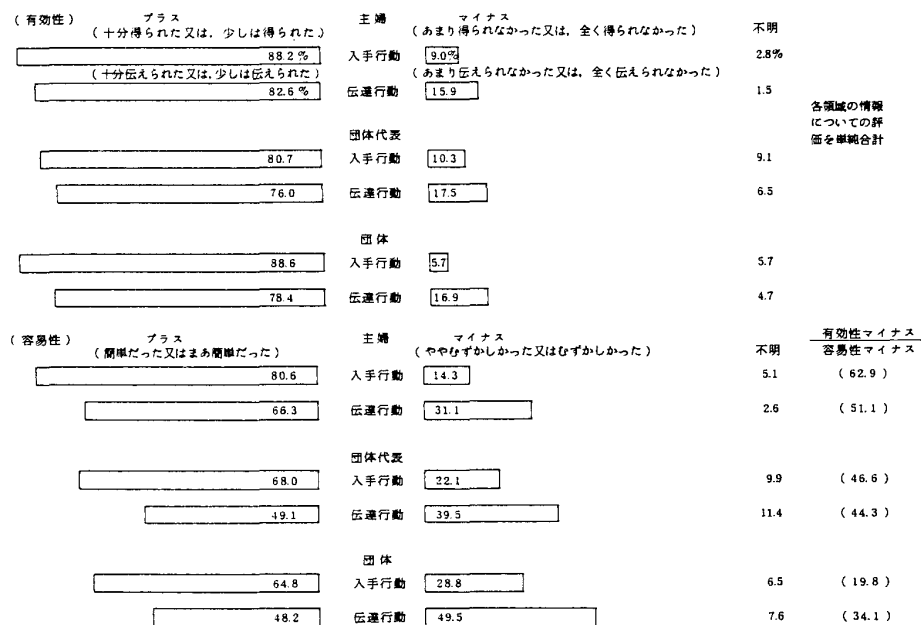 (有効性) プラス 主婦 マイナス
(十分得られた又は,少しは得られた.) (あまり得られなかった又は,全く得られなかった) 不明
88.2% 入手行動 9.0% 2.8%
(十分伝えられた又は,少しは伝えられた) (あまり伝えられなかった又は,全く伝えられなかった)
82.6% 伝達行動 15.9 1.5
各領域の情報
についての評
価を単純合計
団体代表
80.7 入手行動 10.3 9.1
76.0 伝達行動 17.5 6.5
団体
88.6 入手行動 5.7 5.7
78.4 伝達行動 16.9 4.7
(容易性) プラス 主婦 マイナス 有効性マイナス
(簡単だった又はまあ簡単だった) (ややむずかしかった又はむずかしかった) 不明 容易性マイナス
80.6 入手行動 14.3 5.1 (62.9)
66.3 伝達行動 31.1 2.6 (51.1)
団体代表
68.0 入手行動 22.1 9.9 (46.6)
49.1 伝達行動 39.5 11.4 (44.3)
団体
64.8 入手行動 28.8 6.5 (19.8)
48.2 伝達行動 49.5 7.6 (34.1)